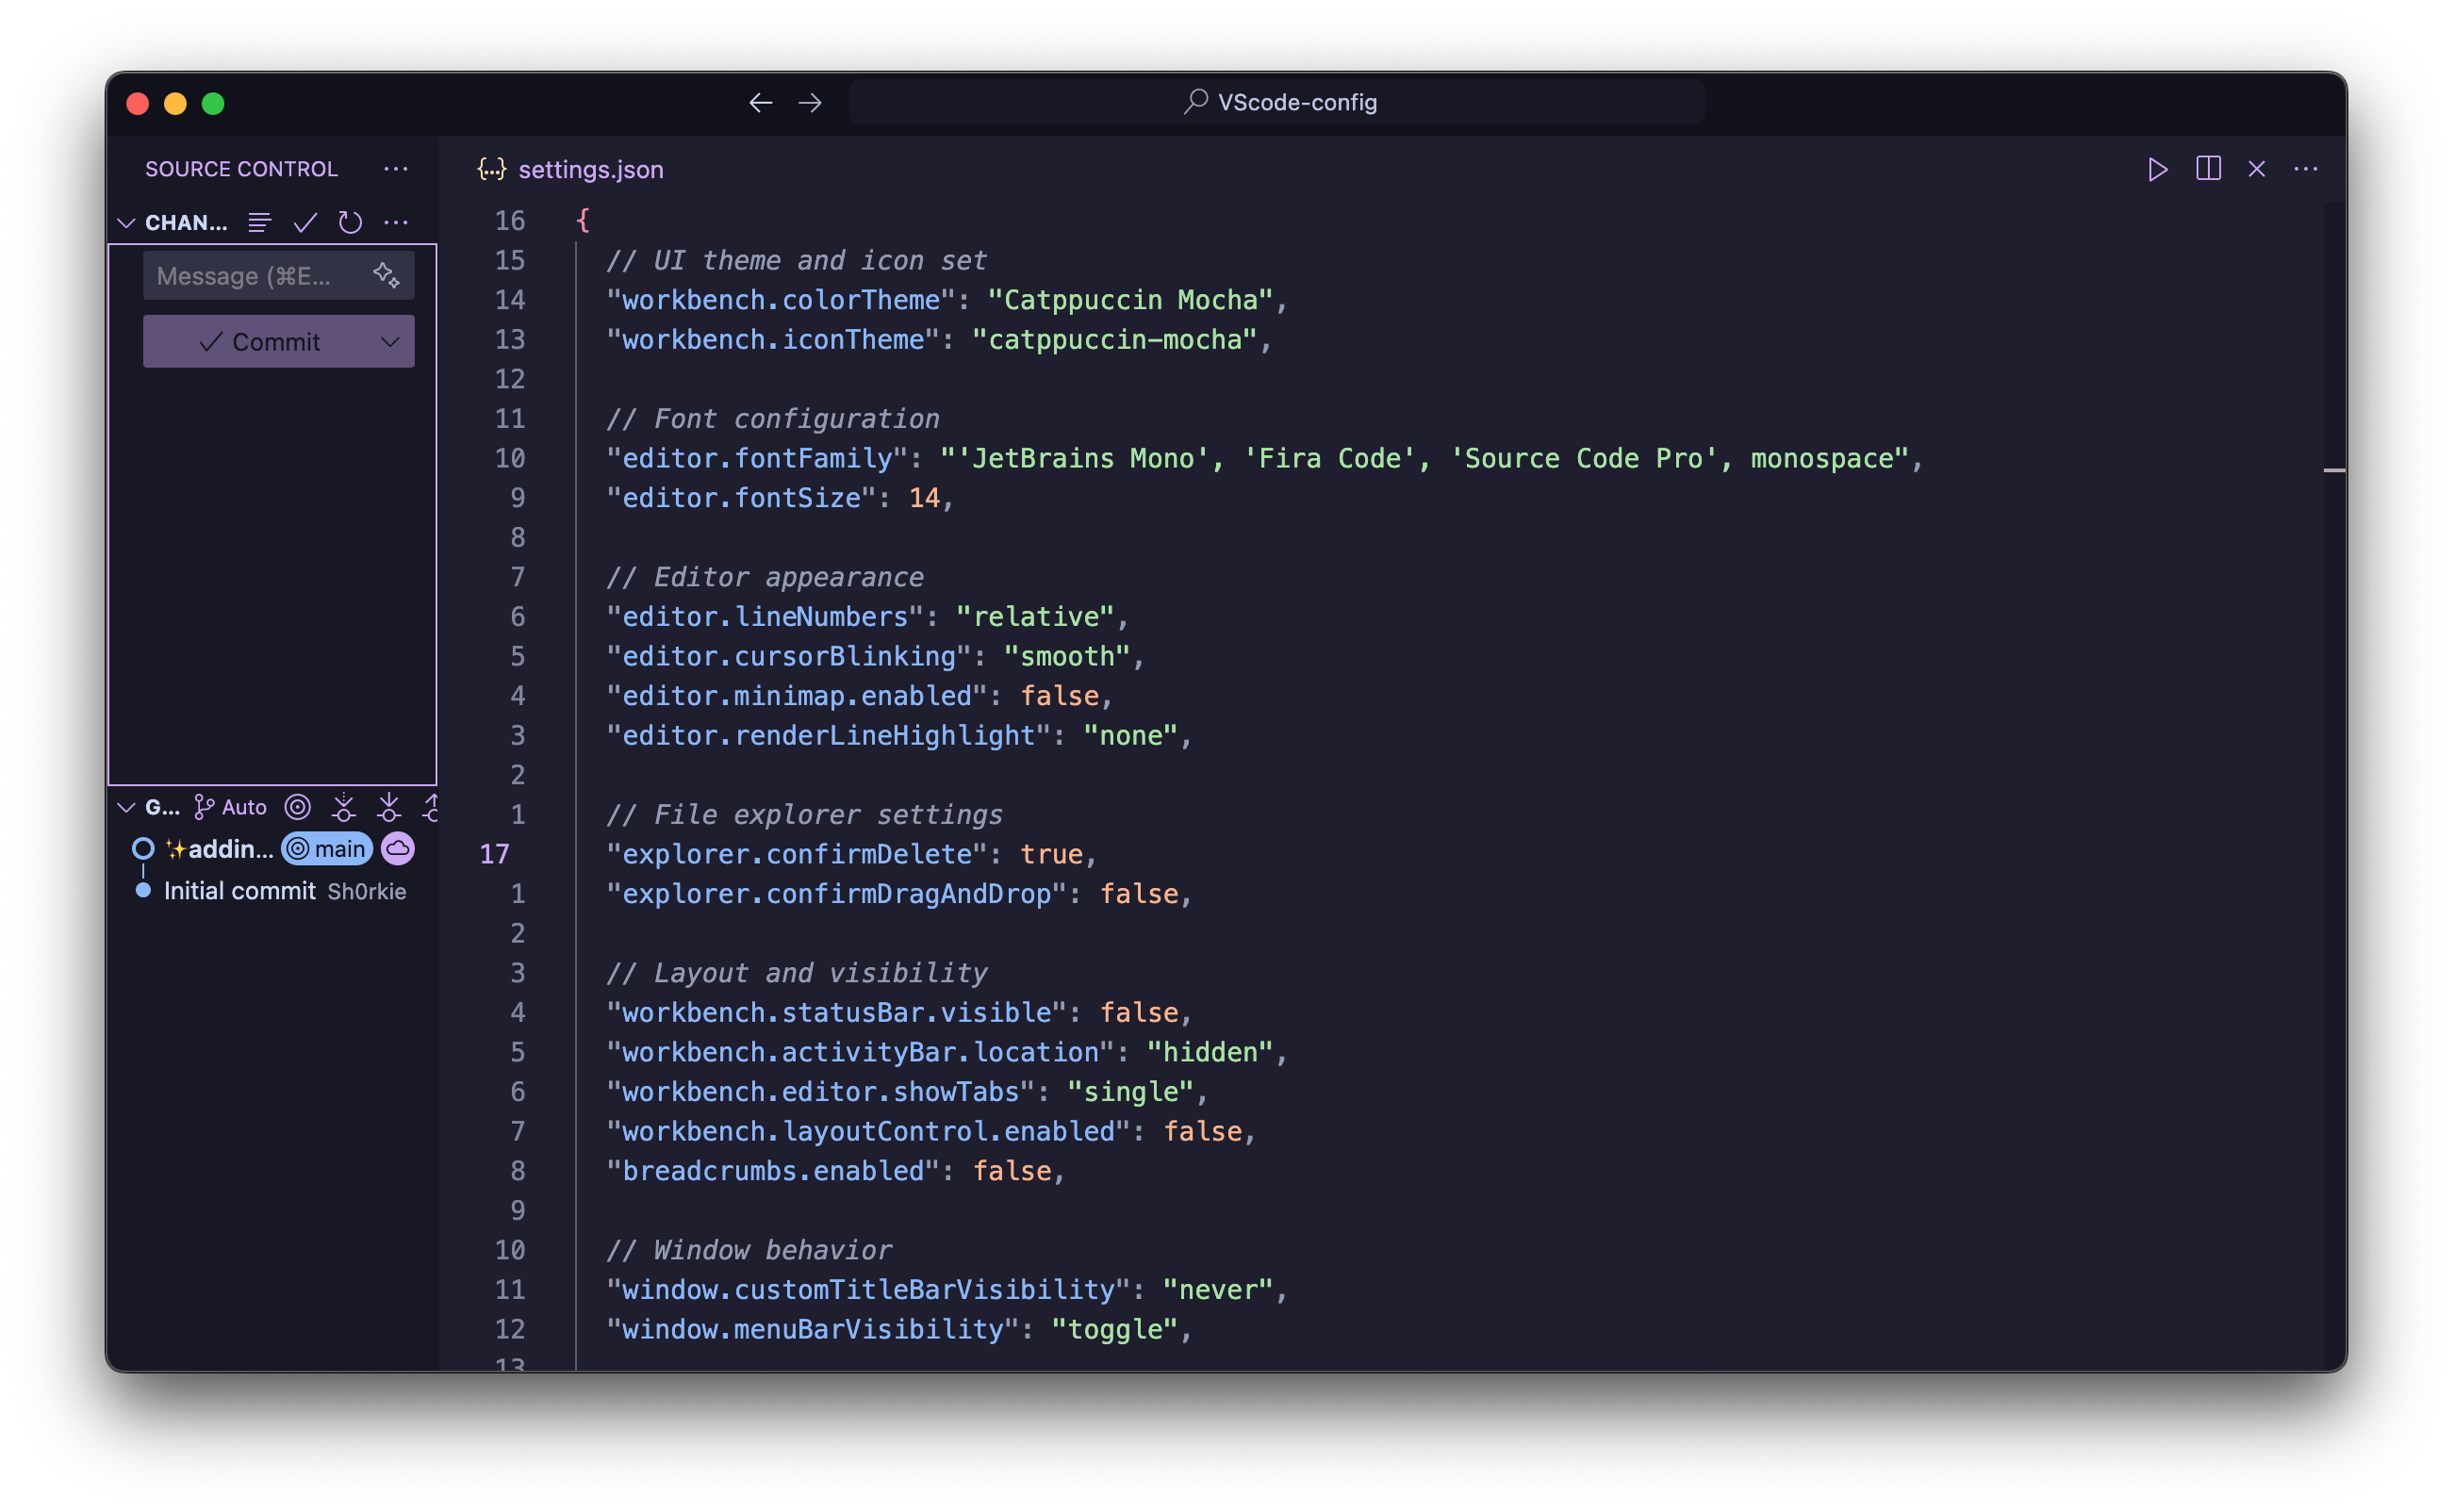 VScode-config
SOURCE CONTROL
CHAN...
Message (⌘E...
Commit
G... Auto
✨addin... main
Initial commit Sh0rkie
{...} settings.json
16 {
15 // UI theme and icon set
14 "workbench.colorTheme": "Catppuccin Mocha",
13 "workbench.iconTheme": "catppuccin-mocha",
12
11 // Font configuration
10 "editor.fontFamily": "'JetBrains Mono', 'Fira Code', 'Source Code Pro', monospace",
9 "editor.fontSize": 14,
8
7 // Editor appearance
6 "editor.lineNumbers": "relative",
5 "editor.cursorBlinking": "smooth",
4 "editor.minimap.enabled": false,
3 "editor.renderLineHighlight": "none",
2
1 // File explorer settings
17 "explorer.confirmDelete": true,
1 "explorer.confirmDragAndDrop": false,
2
3 // Layout and visibility
4 "workbench.statusBar.visible": false,
5 "workbench.activityBar.location": "hidden",
6 "workbench.editor.showTabs": "single",
7 "workbench.layoutControl.enabled": false,
8 "breadcrumbs.enabled": false,
9
10 // Window behavior
11 "window.customTitleBarVisibility": "never",
12 "window.menuBarVisibility": "toggle",
13